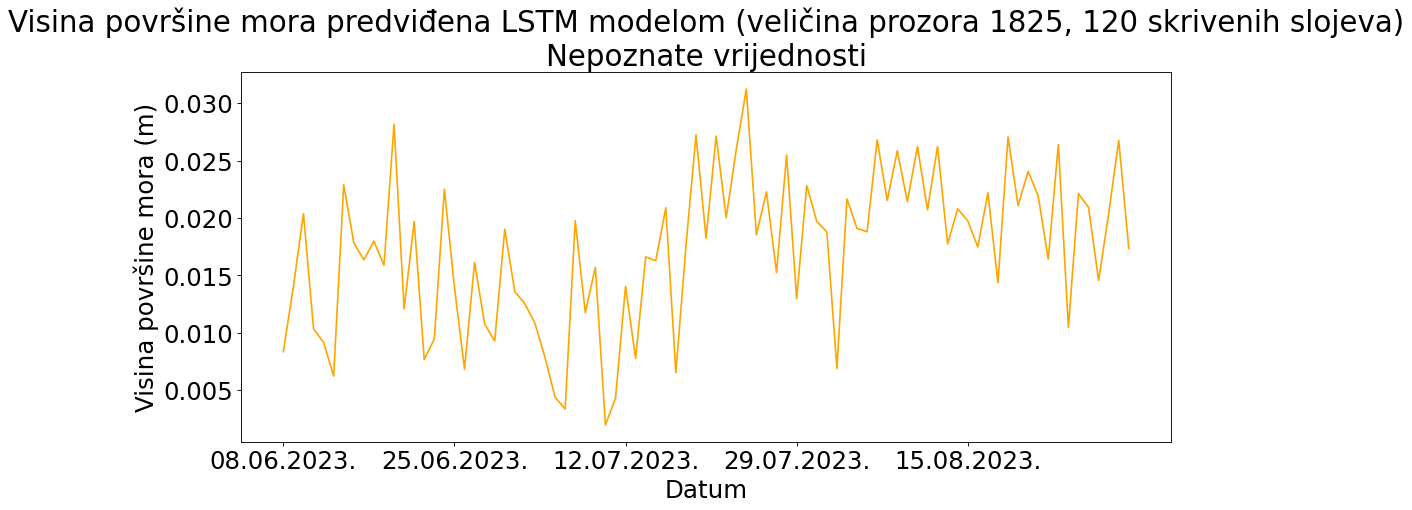 Visina površine mora predviđena LSTM modelom (veličina prozora 1825, 120 skrivenih slojeva)
Nepoznate vrijednosti
Visina površine mora (m)
0.030
0.025
0.020
0.015
0.010
0.005
08.06.2023. 25.06.2023. 12.07.2023. 29.07.2023. 15.08.2023.
Datum